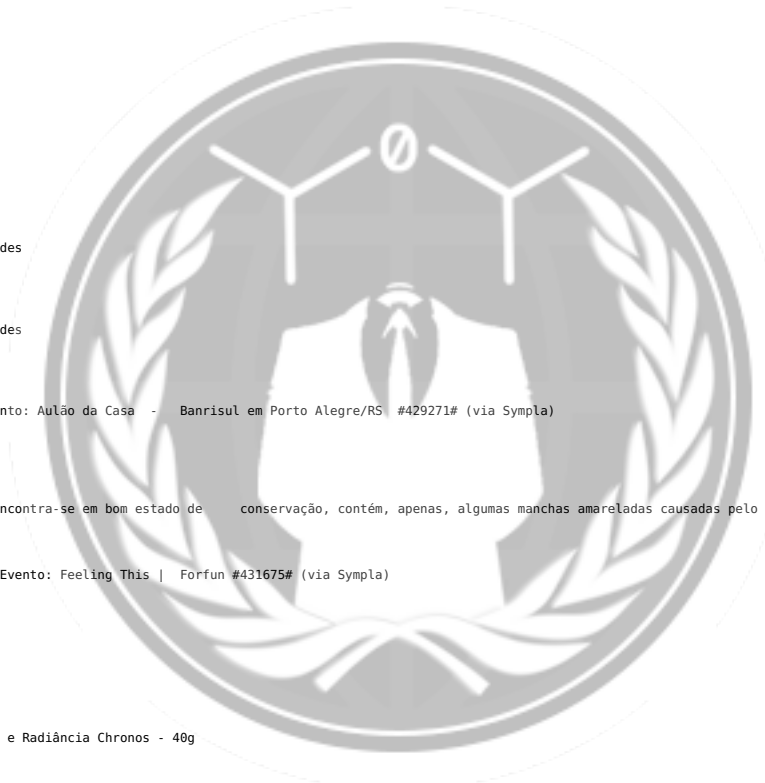 0
des
des
nto: Aulão da Casa - Banrisul em Porto Alegre/RS #429271# (via Sympla)
ncontra-se em bom estado de conservação, contém, apenas, algumas manchas amareladas causadas pelo
Evento: Feeling This | Forfun #431675# (via Sympla)
e Radiância Chronos - 40g